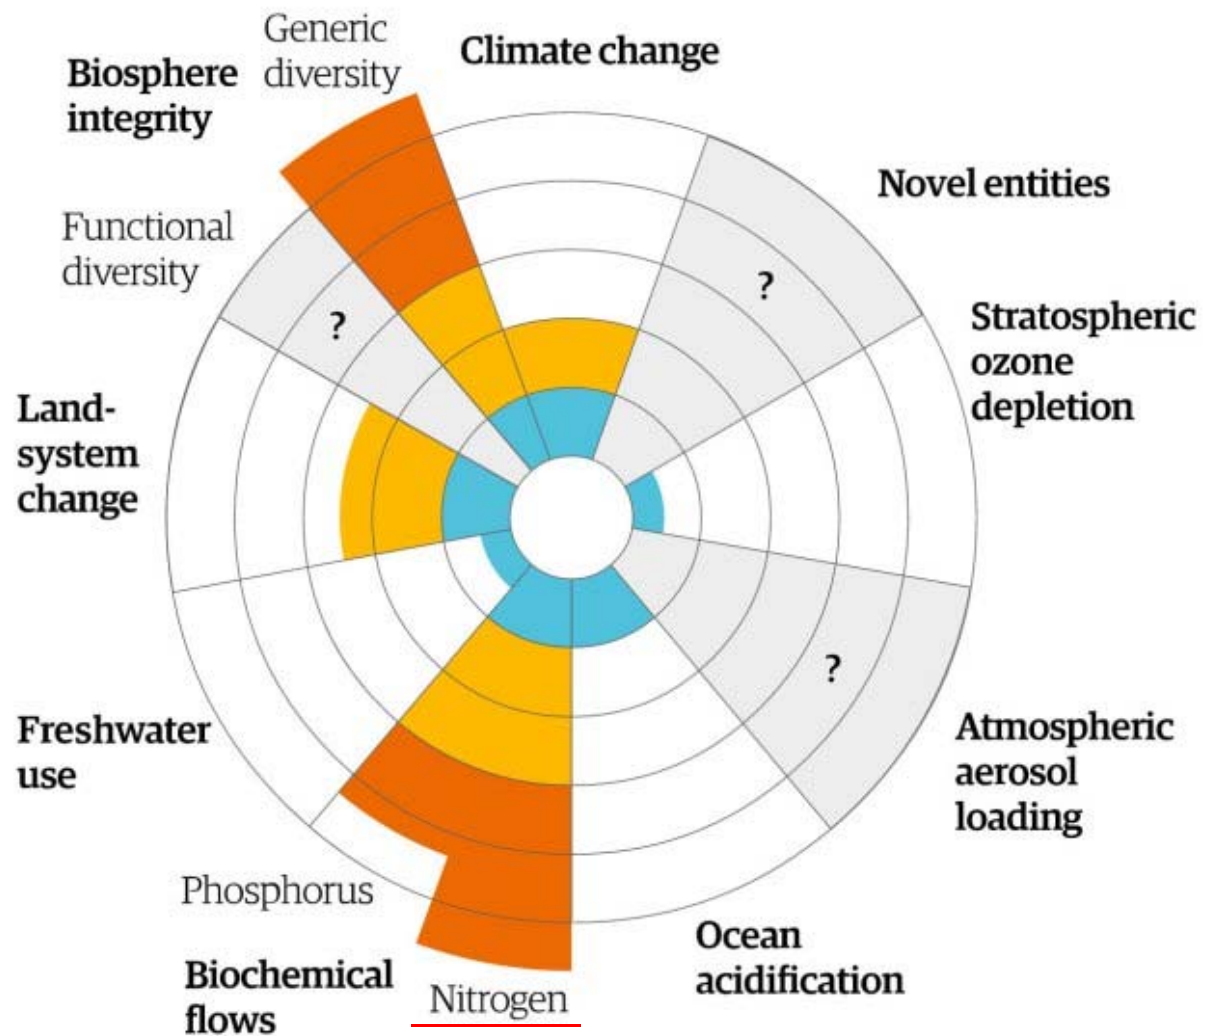 Generic
diversity
Climate change
Biosphere
integrity
Novel entities
Functional
diversity
?
?
Stratospheric
ozone
depletion
Land-
system
change
?
Freshwater
use
Atmospheric
aerosol
loading
Phosphorus
Ocean
acidification
Biochemical
flows
Nitrogen